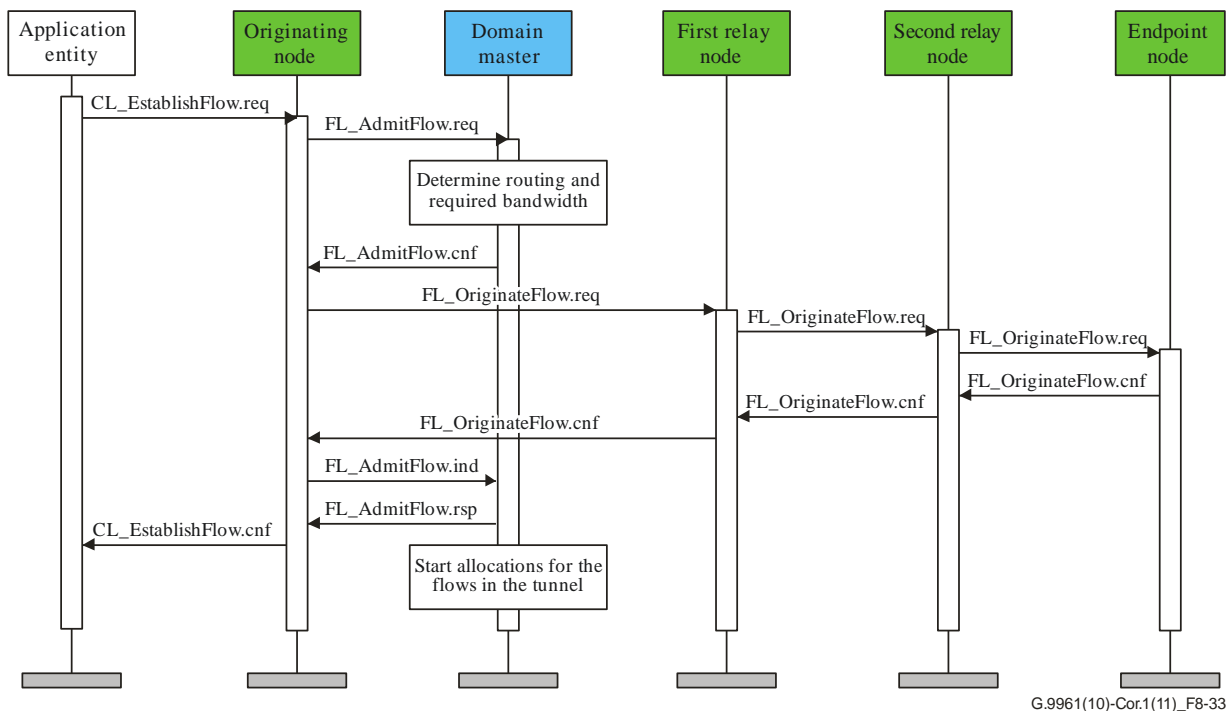 Application
entity
Originating
node
Domain
master
First relay
node
Second relay
node
Endpoint
node
CL_EstablishFlow.req
FL_AdmitFlow.req
Determine routing and
required bandwidth
FL_AdmitFlow.cnf
FL_OriginateFlow.req
FL_OriginateFlow.req
FL_OriginateFlow.req
FL_OriginateFlow.cnf
FL_OriginateFlow.cnf
FL_OriginateFlow.cnf
FL_AdmitFlow.ind
FL_AdmitFlow.rsp
CL_EstablishFlow.cnf
Start allocations for the
flows in the tunnel
G.9961(10)-Cor.1(11)_F8-33